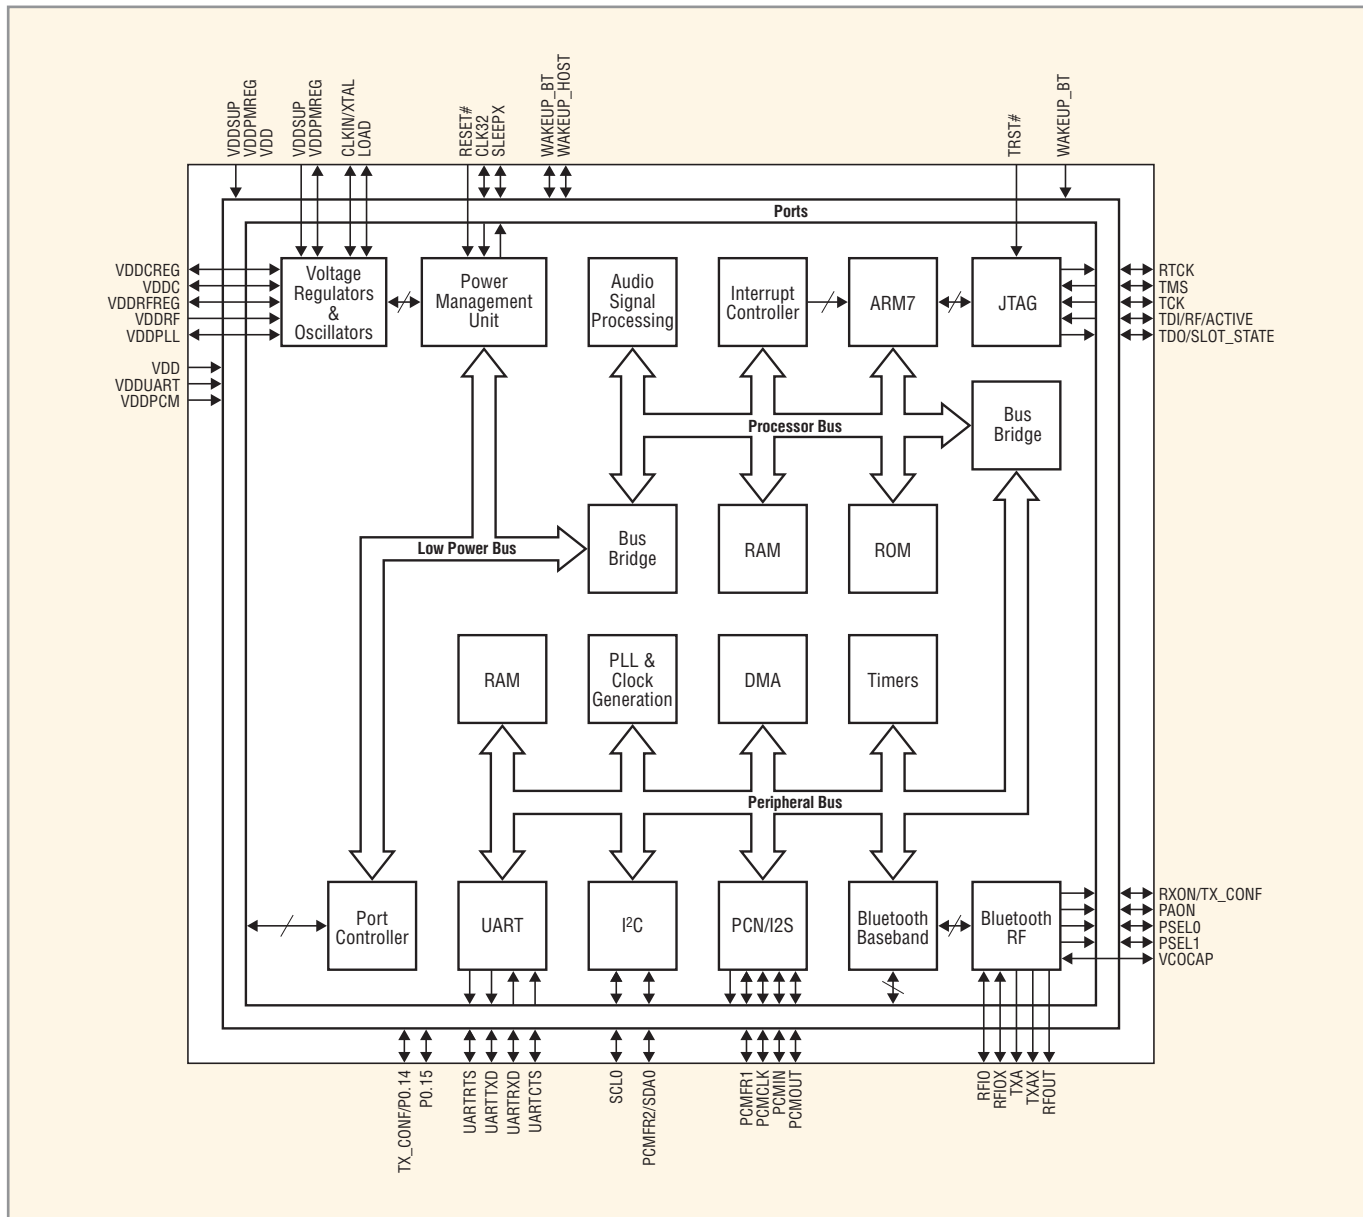 VDDSUP
VDDPMREG
VDD
VDDSUP
VDDPMREG
CLKIN/XTAL
LOAD
RESET#
CLK32
SLEEPX
WAKEUP_BT
WAKEUP_HOST
TRST#
WAKEUP_BT
Ports
VDDCREG
VDDC
VDDRFREG
VDDRF
VDDPLL
VDD
VDDUART
VDDPCM
Voltage
Regulators
&
Oscillators
Power
Management
Unit
Audio
Signal
Processing
Interrupt
Controller
ARM7
JTAG
RTCK
TMS
TCK
TDI/RF/ACTIVE
TDO/SLOT_STATE
Processor Bus
Bus
Bridge
Low Power Bus
Bus
Bridge
RAM
ROM
RAM
PLL &
Clock
Generation
DMA
Timers
Peripheral Bus
Port
Controller
UART
I²C
PCN/I2S
Bluetooth
Baseband
Bluetooth
RF
RXON/TX_CONF
PAON
PSEL0
PSEL1
VCOCAP
TX_CONF/P0.14
P0.15
UARTRTS
UARTTXD
UARTRXD
UARTCTS
SCL0
PCMFR2/SDA0
PCMFR1
PCMCLK
PCMIN
PCMOUT
RFIO
RFIOX
TXA
TXAX
RFOUT